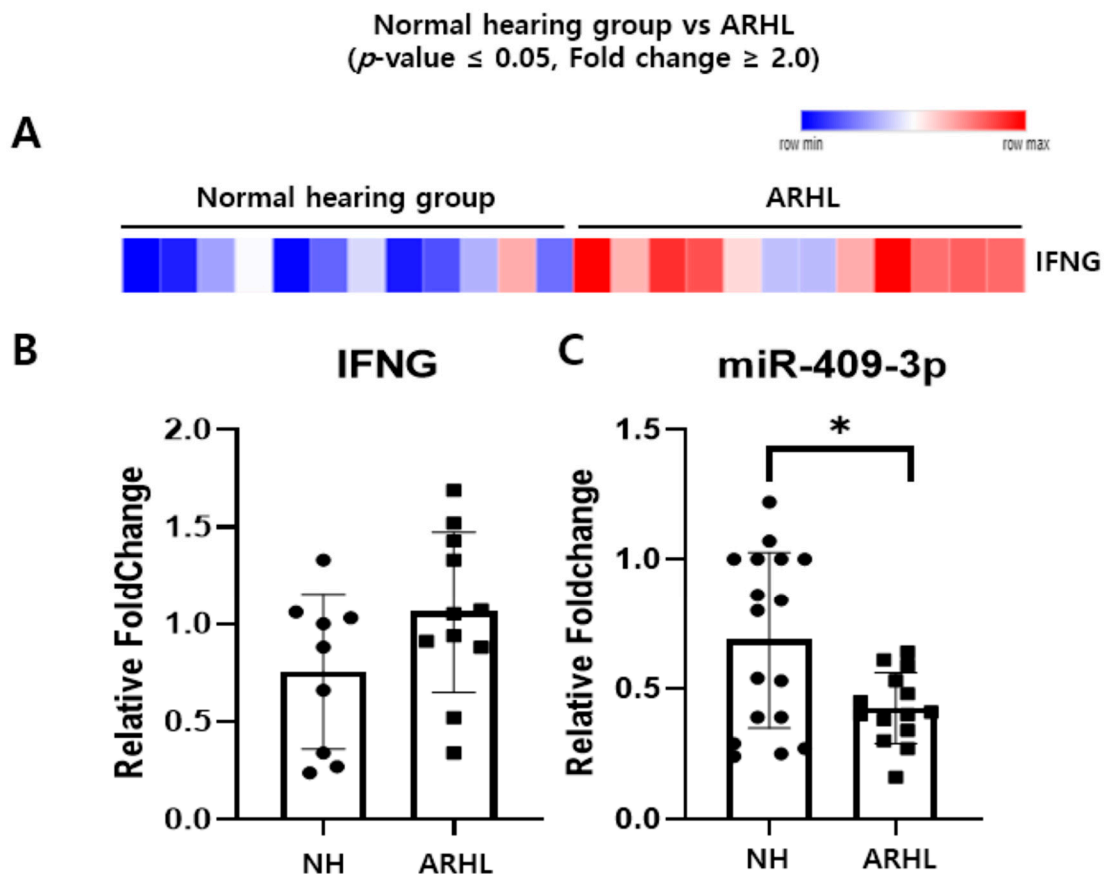 Normal hearing group vs ARHL
(p-value ≤ 0.05, Fold change ≥ 2.0)
A
row min row max
Normal hearing group ARHL
IFNG
B
IFNG
Relative FoldChange
2.0
1.5
1.0
0.5
0.0
NH ARHL
C
miR-409-3p
*
Relative Foldchange
1.5
1.0
0.5
0.0
NH ARHL